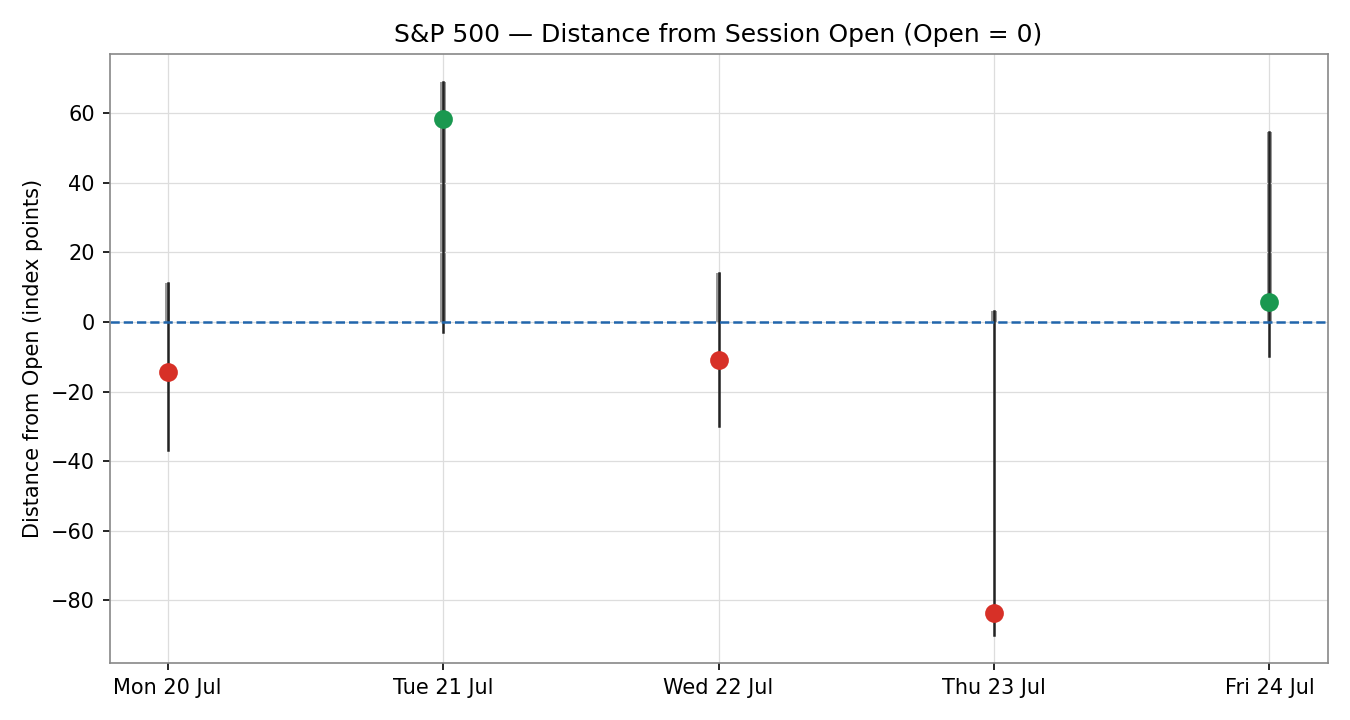 S&P 500 — Distance from Session Open (Open = 0)
Distance from Open (index points)
60
40
20
0
−20
−40
−60
−80
Mon 20 Jul
Tue 21 Jul
Wed 22 Jul
Thu 23 Jul
Fri 24 Jul